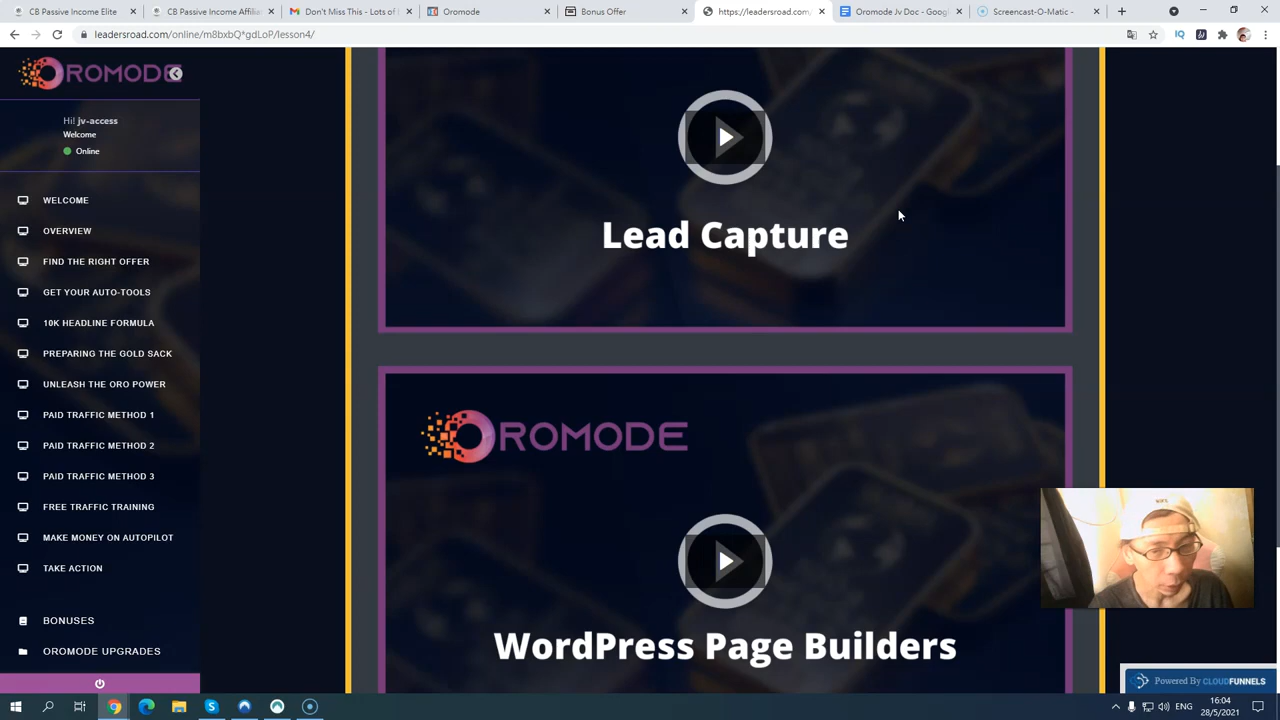 CB Passive Income Elite
CB Passive Income Affilia
Don't Miss This - Lots of
Oromode
Bonus Offer
https://leadersroad.com
Oromode Jv Doc - Goog
Screencast-O-Matic -
leadersroad.com/online/m8bxbQ*gdLoP/lesson4/
IQ
OROMODE
Hi! jv-access
Welcome
Online
WELCOME
OVERVIEW
FIND THE RIGHT OFFER
GET YOUR AUTO-TOOLS
10K HEADLINE FORMULA
PREPARING THE GOLD SACK
UNLEASH THE ORO POWER
PAID TRAFFIC METHOD 1
PAID TRAFFIC METHOD 2
PAID TRAFFIC METHOD 3
FREE TRAFFIC TRAINING
MAKE MONEY ON AUTOPILOT
TAKE ACTION
BONUSES
OROMODE UPGRADES
Lead Capture
OROMODE
WordPress Page Builders
Powered By CLOUDFUNNELS
ENG
16:04
28/5/2021